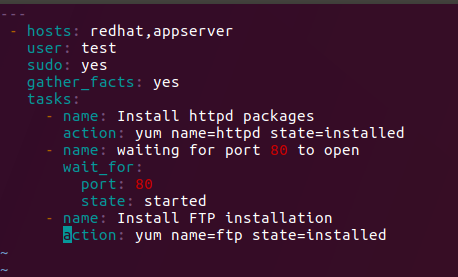 ---
 - hosts: redhat,appserver
   user: test
   sudo: yes
   gather_facts: yes
   tasks:
     - name: Install httpd packages
       action: yum name=httpd state=installed
     - name: waiting for port 80 to open
       wait_for:
         port: 80
         state: started
     - name: Install FTP installation
       action: yum name=ftp state=installed
~
~